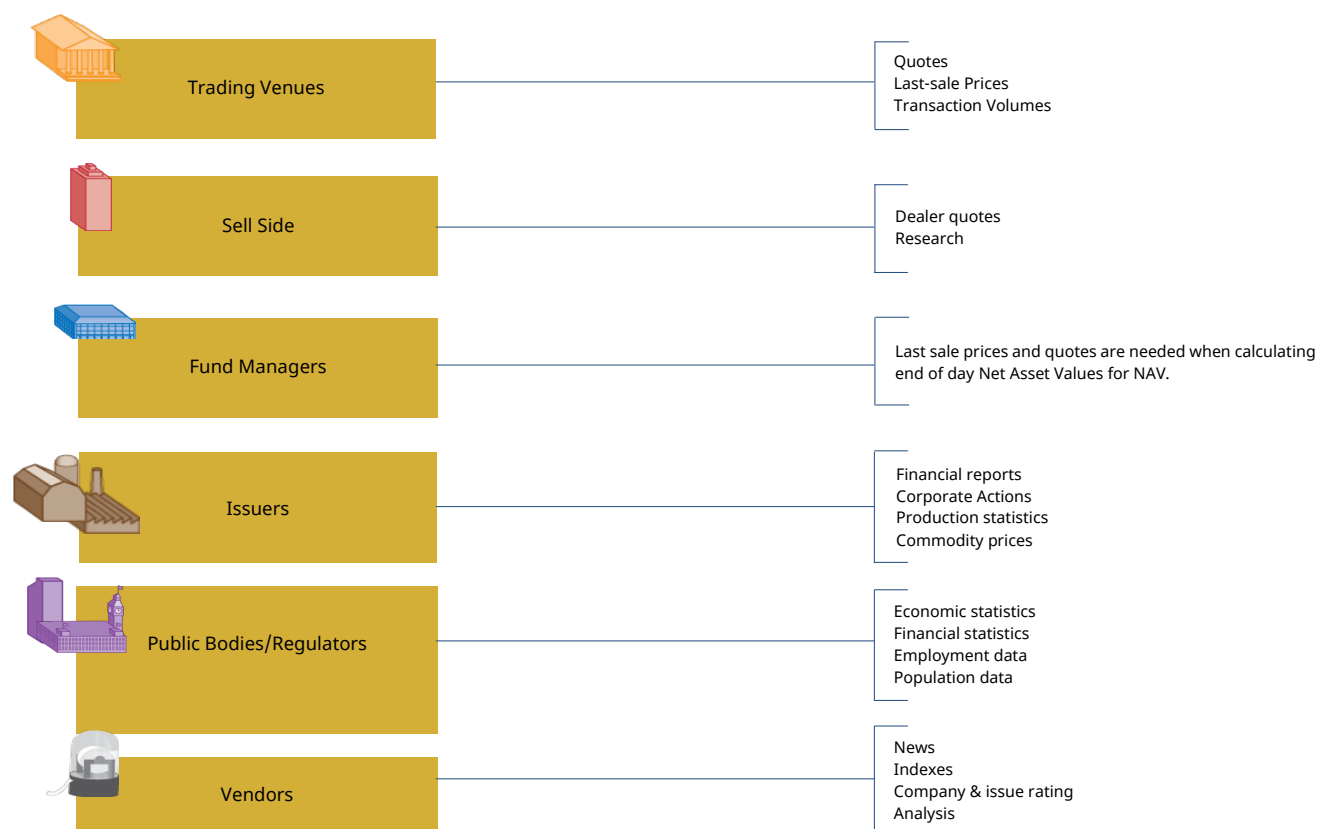 Trading Venues
Quotes
Last-sale Prices
Transaction Volumes
Sell Side
Dealer quotes
Research
Fund Managers
Last sale prices and quotes are needed when calculating
end of day Net Asset Values for NAV.
Issuers
Financial reports
Corporate Actions
Production statistics
Commodity prices
Public Bodies/Regulators
Economic statistics
Financial statistics
Employment data
Population data
Vendors
News
Indexes
Company & issue rating
Analysis